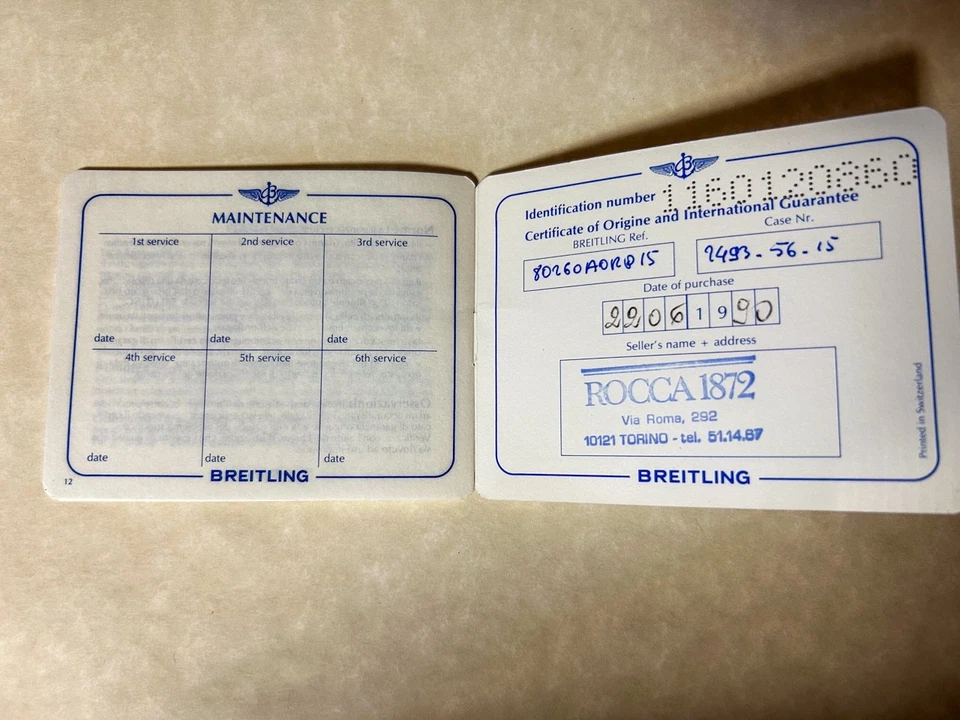 MAINTENANCE
1st service 2nd service 3rd service
date date date
4th service 5th service 6th service
date date date
BREITLING
12
Identification number 1160120860
Certificate of Origine and International Guarantee
BREITLING Ref. Case Nr.
80260AORB15 2493-56-15
Date of purchase
22061990
Seller's name + address
ROCCA 1872
Via Roma, 292
10121 TORINO - tel. 51.14.67
BREITLING
Printed in Switzerland